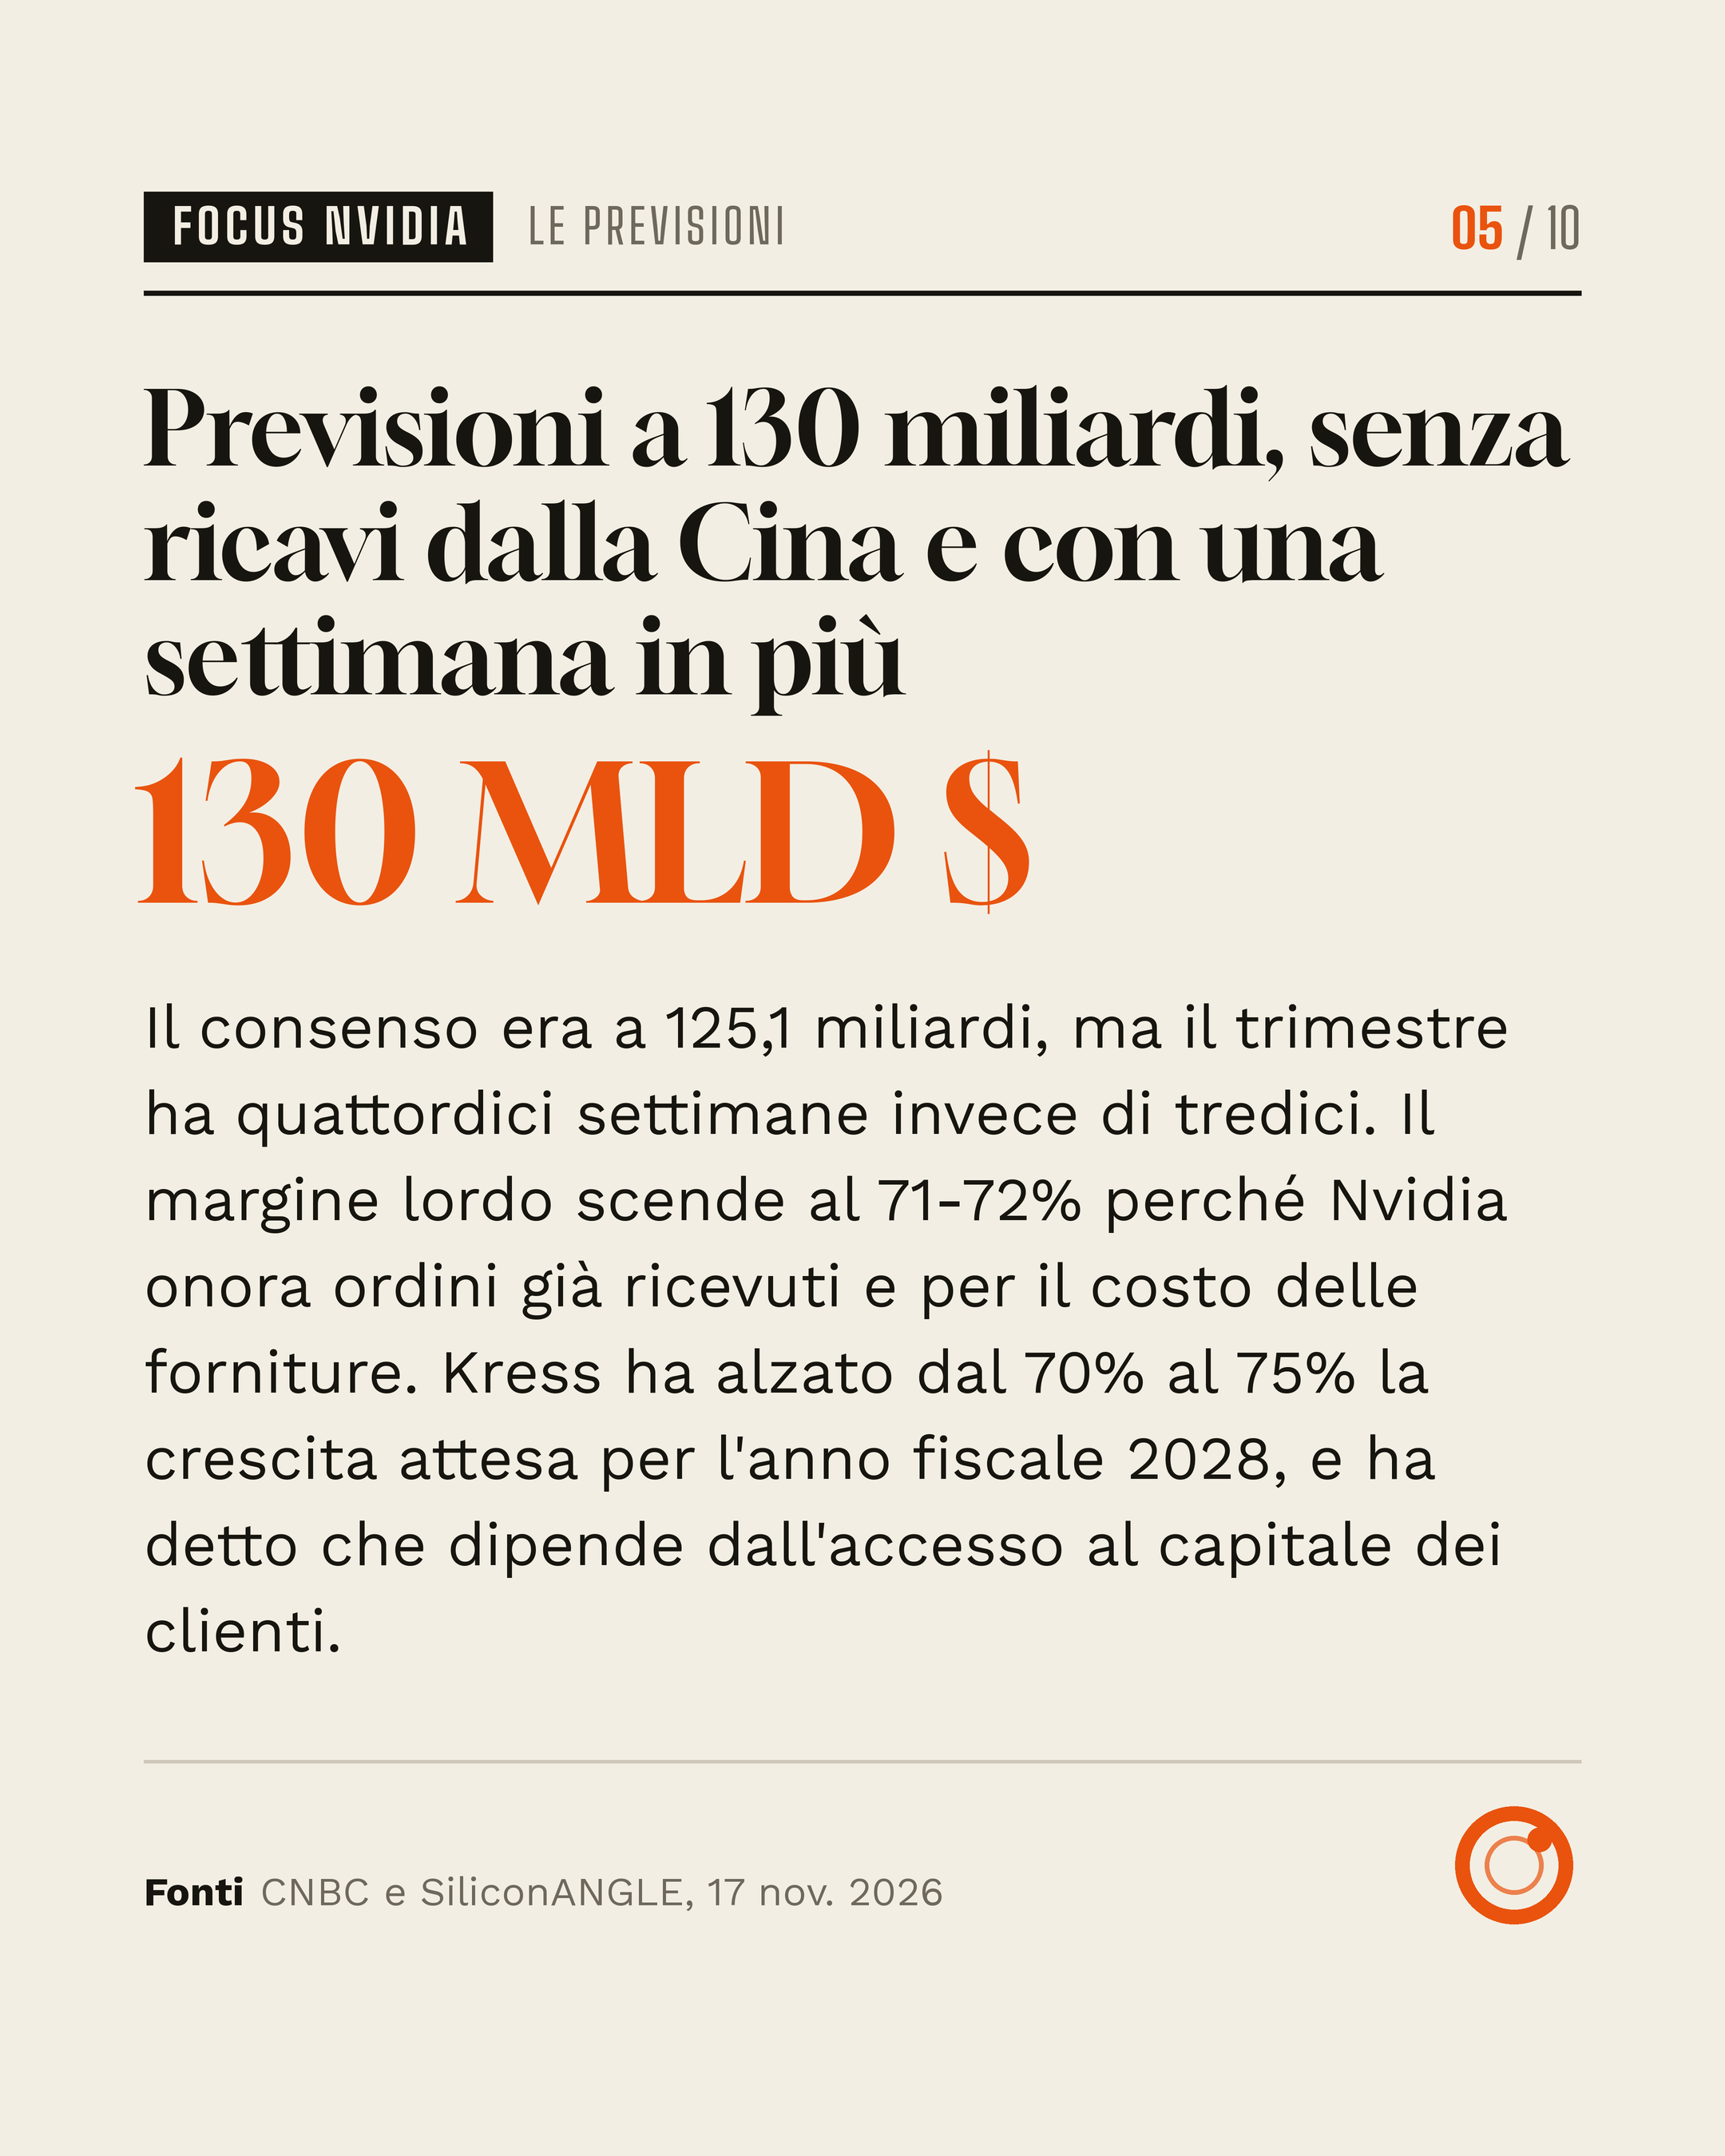 FOCUS NVIDIA LE PREVISIONI 05 / 10
Previsioni a 130 miliardi, senza
ricavi dalla Cina e con una
settimana in più
130 MLD $
Il consenso era a 125,1 miliardi, ma il trimestre
ha quattordici settimane invece di tredici. Il
margine lordo scende al 71-72% perché Nvidia
onora ordini già ricevuti e per il costo delle
forniture. Kress ha alzato dal 70% al 75% la
crescita attesa per l'anno fiscale 2028, e ha
detto che dipende dall'accesso al capitale dei
clienti.
Fonti CNBC e SiliconANGLE, 17 nov. 2026